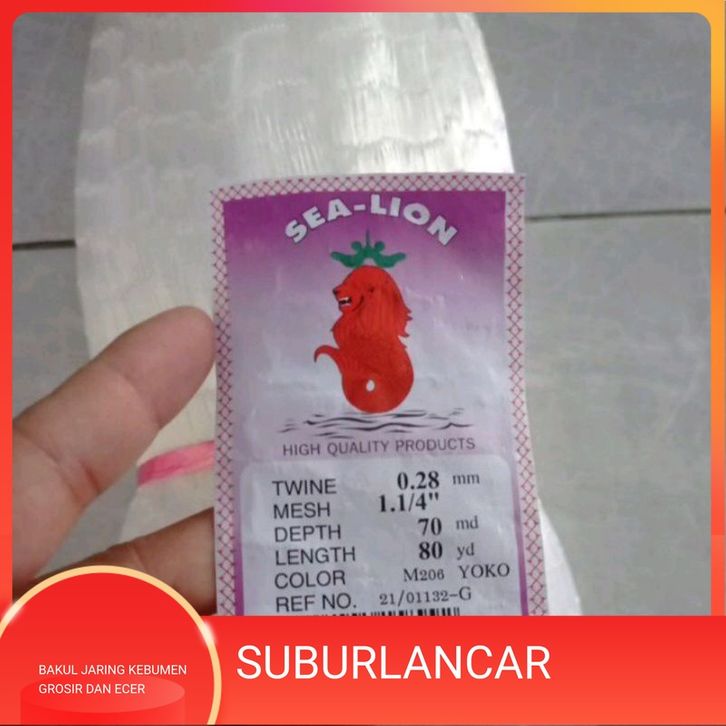 SEA-LION
HIGH QUALITY PRODUCTS
TWINE 0.28 mm
MESH 1.1/4"
DEPTH 70 md
LENGTH 80 yd
COLOR M206 YOKO
REF NO. 21/01132-G
BAKUL JARING KEBUMEN
GROSIR DAN ECER
SUBURLANCAR